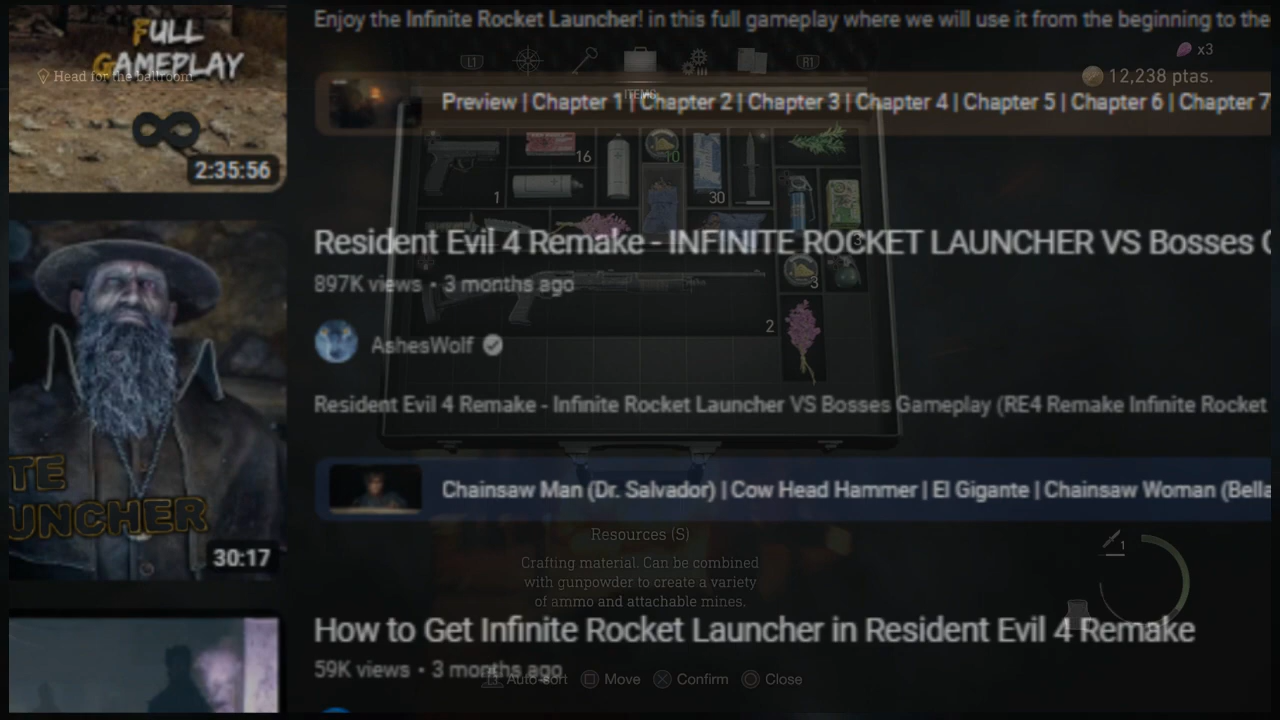 Enjoy the Infinite Rocket Launcher! in this full gameplay where we will use it from the beginning to the
FULL
GAMEPLAY
Head for the ballroom
2:35:56
L1
R1
ITEMS
x3
12,238 ptas.
Preview | Chapter 1 | Chapter 2 | Chapter 3 | Chapter 4 | Chapter 5 | Chapter 6 | Chapter 7
16
10
1
30
Resident Evil 4 Remake - INFINITE ROCKET LAUNCHER VS Bosses
897K views • 3 months ago
3
2
AshesWolf
Resident Evil 4 Remake - Infinite Rocket Launcher VS Bosses Gameplay (RE4 Remake Infinite Rocket
TE
UNCHER
30:17
Chainsaw Man (Dr. Salvador) | Cow Head Hammer | El Gigante | Chainsaw Woman (Bella
Resources (S)
Crafting material. Can be combined
with gunpowder to create a variety
of ammo and attachable mines.
1
How to Get Infinite Rocket Launcher in Resident Evil 4 Remake
59K views • 3 months ago
Auto-sort Move Confirm Close